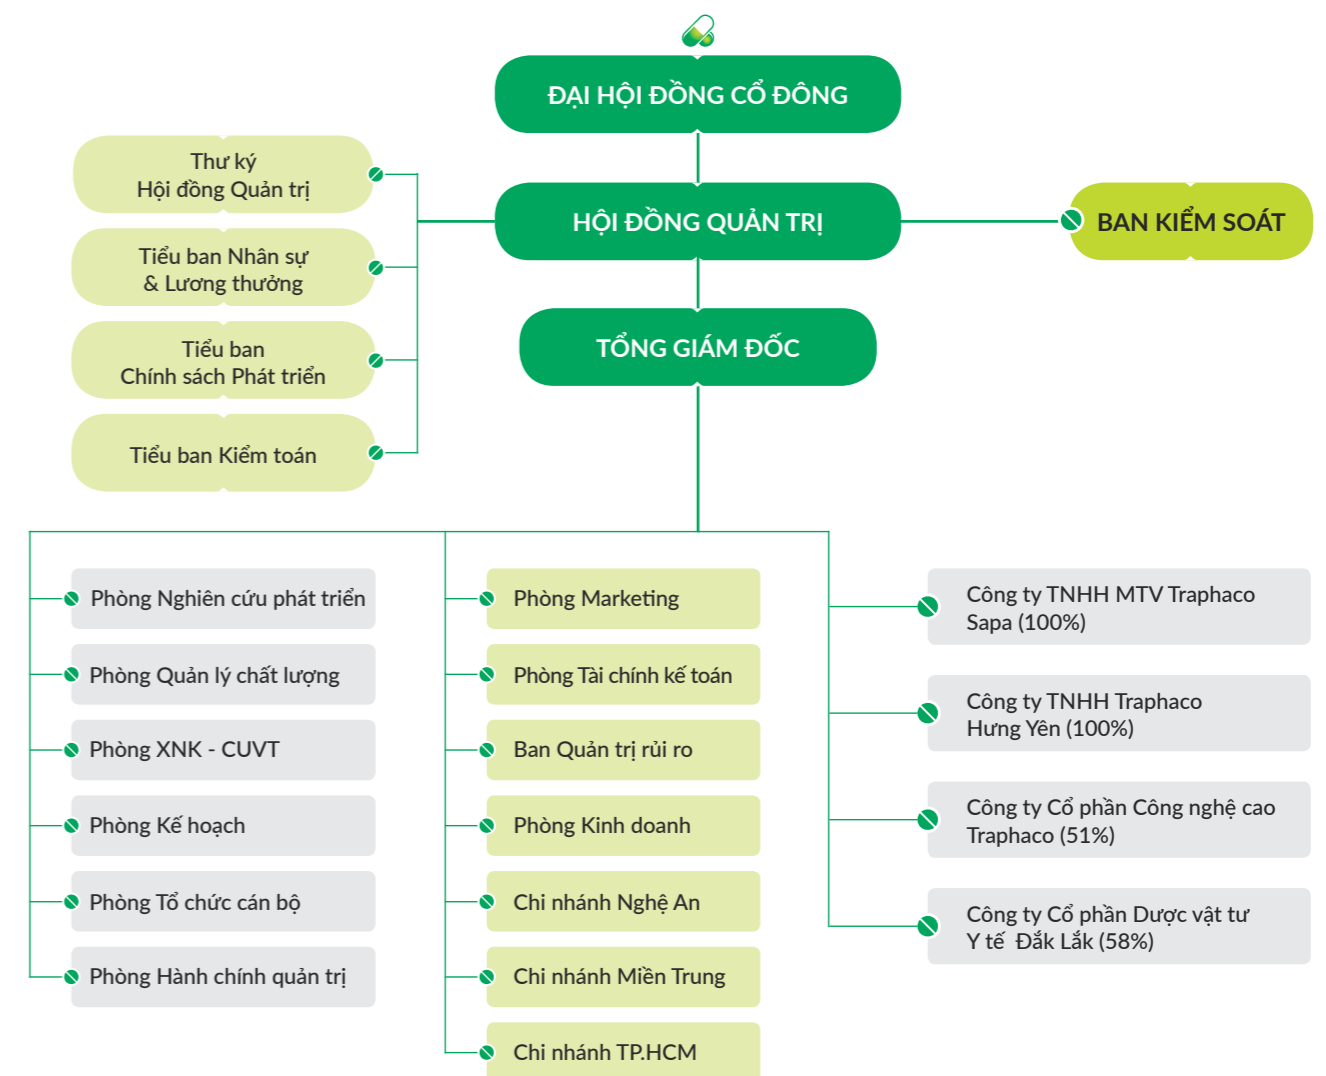 ĐẠI HỘI ĐỒNG CỔ ĐÔNG
Thư ký
Hội đồng Quản trị
HỘI ĐỒNG QUẢN TRỊ
BAN KIỂM SOÁT
Tiểu ban Nhân sự
& Lương thưởng
Tiểu ban
Chính sách Phát triển
TỔNG GIÁM ĐỐC
Tiểu ban Kiểm toán
Phòng Nghiên cứu phát triển
Phòng Quản lý chất lượng
Phòng XNK - CUVT
Phòng Kế hoạch
Phòng Tổ chức cán bộ
Phòng Hành chính quản trị
Phòng Marketing
Phòng Tài chính kế toán
Ban Quản trị rủi ro
Phòng Kinh doanh
Chi nhánh Nghệ An
Chi nhánh Miền Trung
Chi nhánh TP.HCM
Công ty TNHH MTV Traphaco
Sapa (100%)
Công ty TNHH Traphaco
Hưng Yên (100%)
Công ty Cổ phần Công nghệ cao
Traphaco (51%)
Công ty Cổ phần Dược vật tư
Y tế Đắk Lắk (58%)